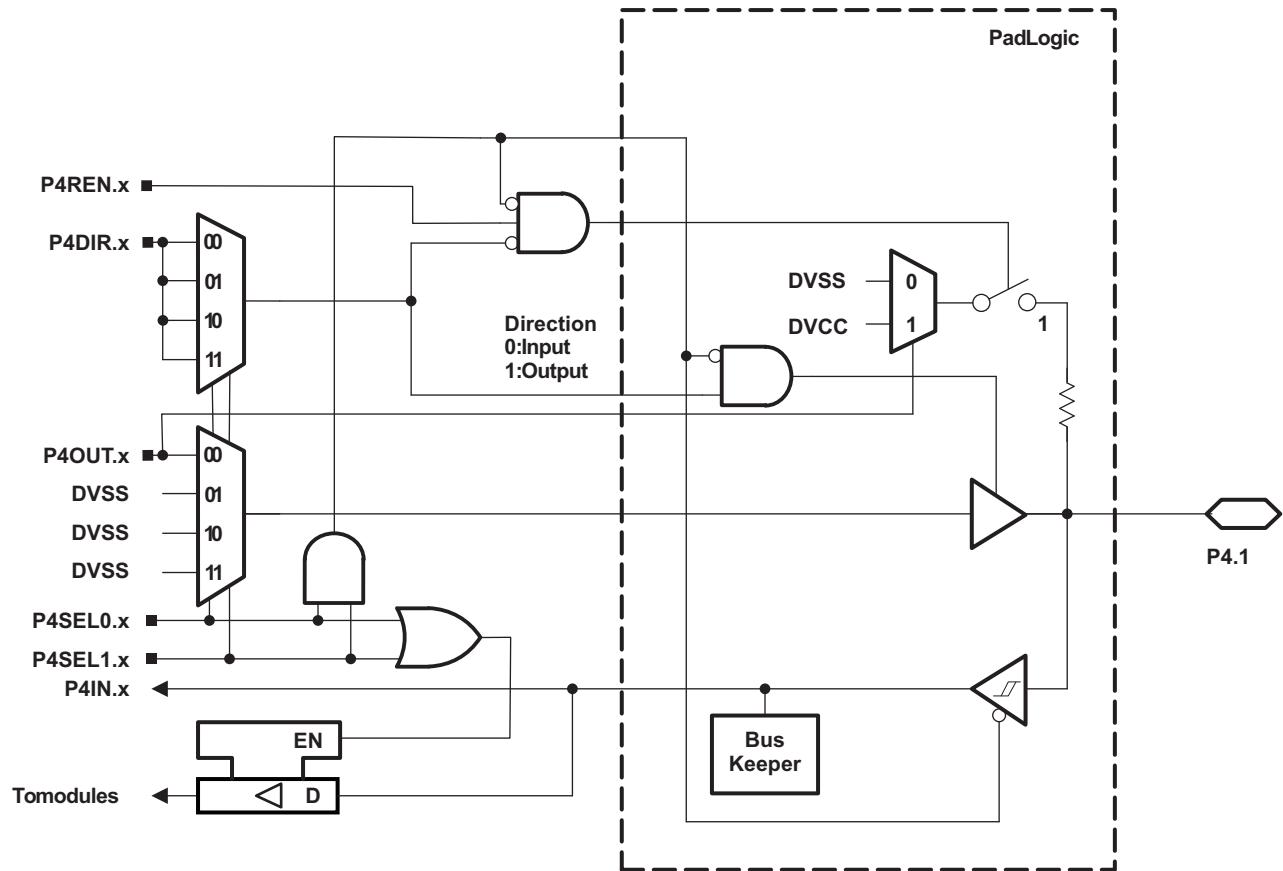 PadLogic
P4REN.x
P4DIR.x
00
01
10
11
Direction
0:Input
1:Output
DVSS
0
DVCC
1
1
P4OUT.x
00
DVSS
01
DVSS
10
DVSS
11
P4.1
P4SEL0.x
P4SEL1.x
P4IN.x
EN
Bus
Keeper
Tomodules
D